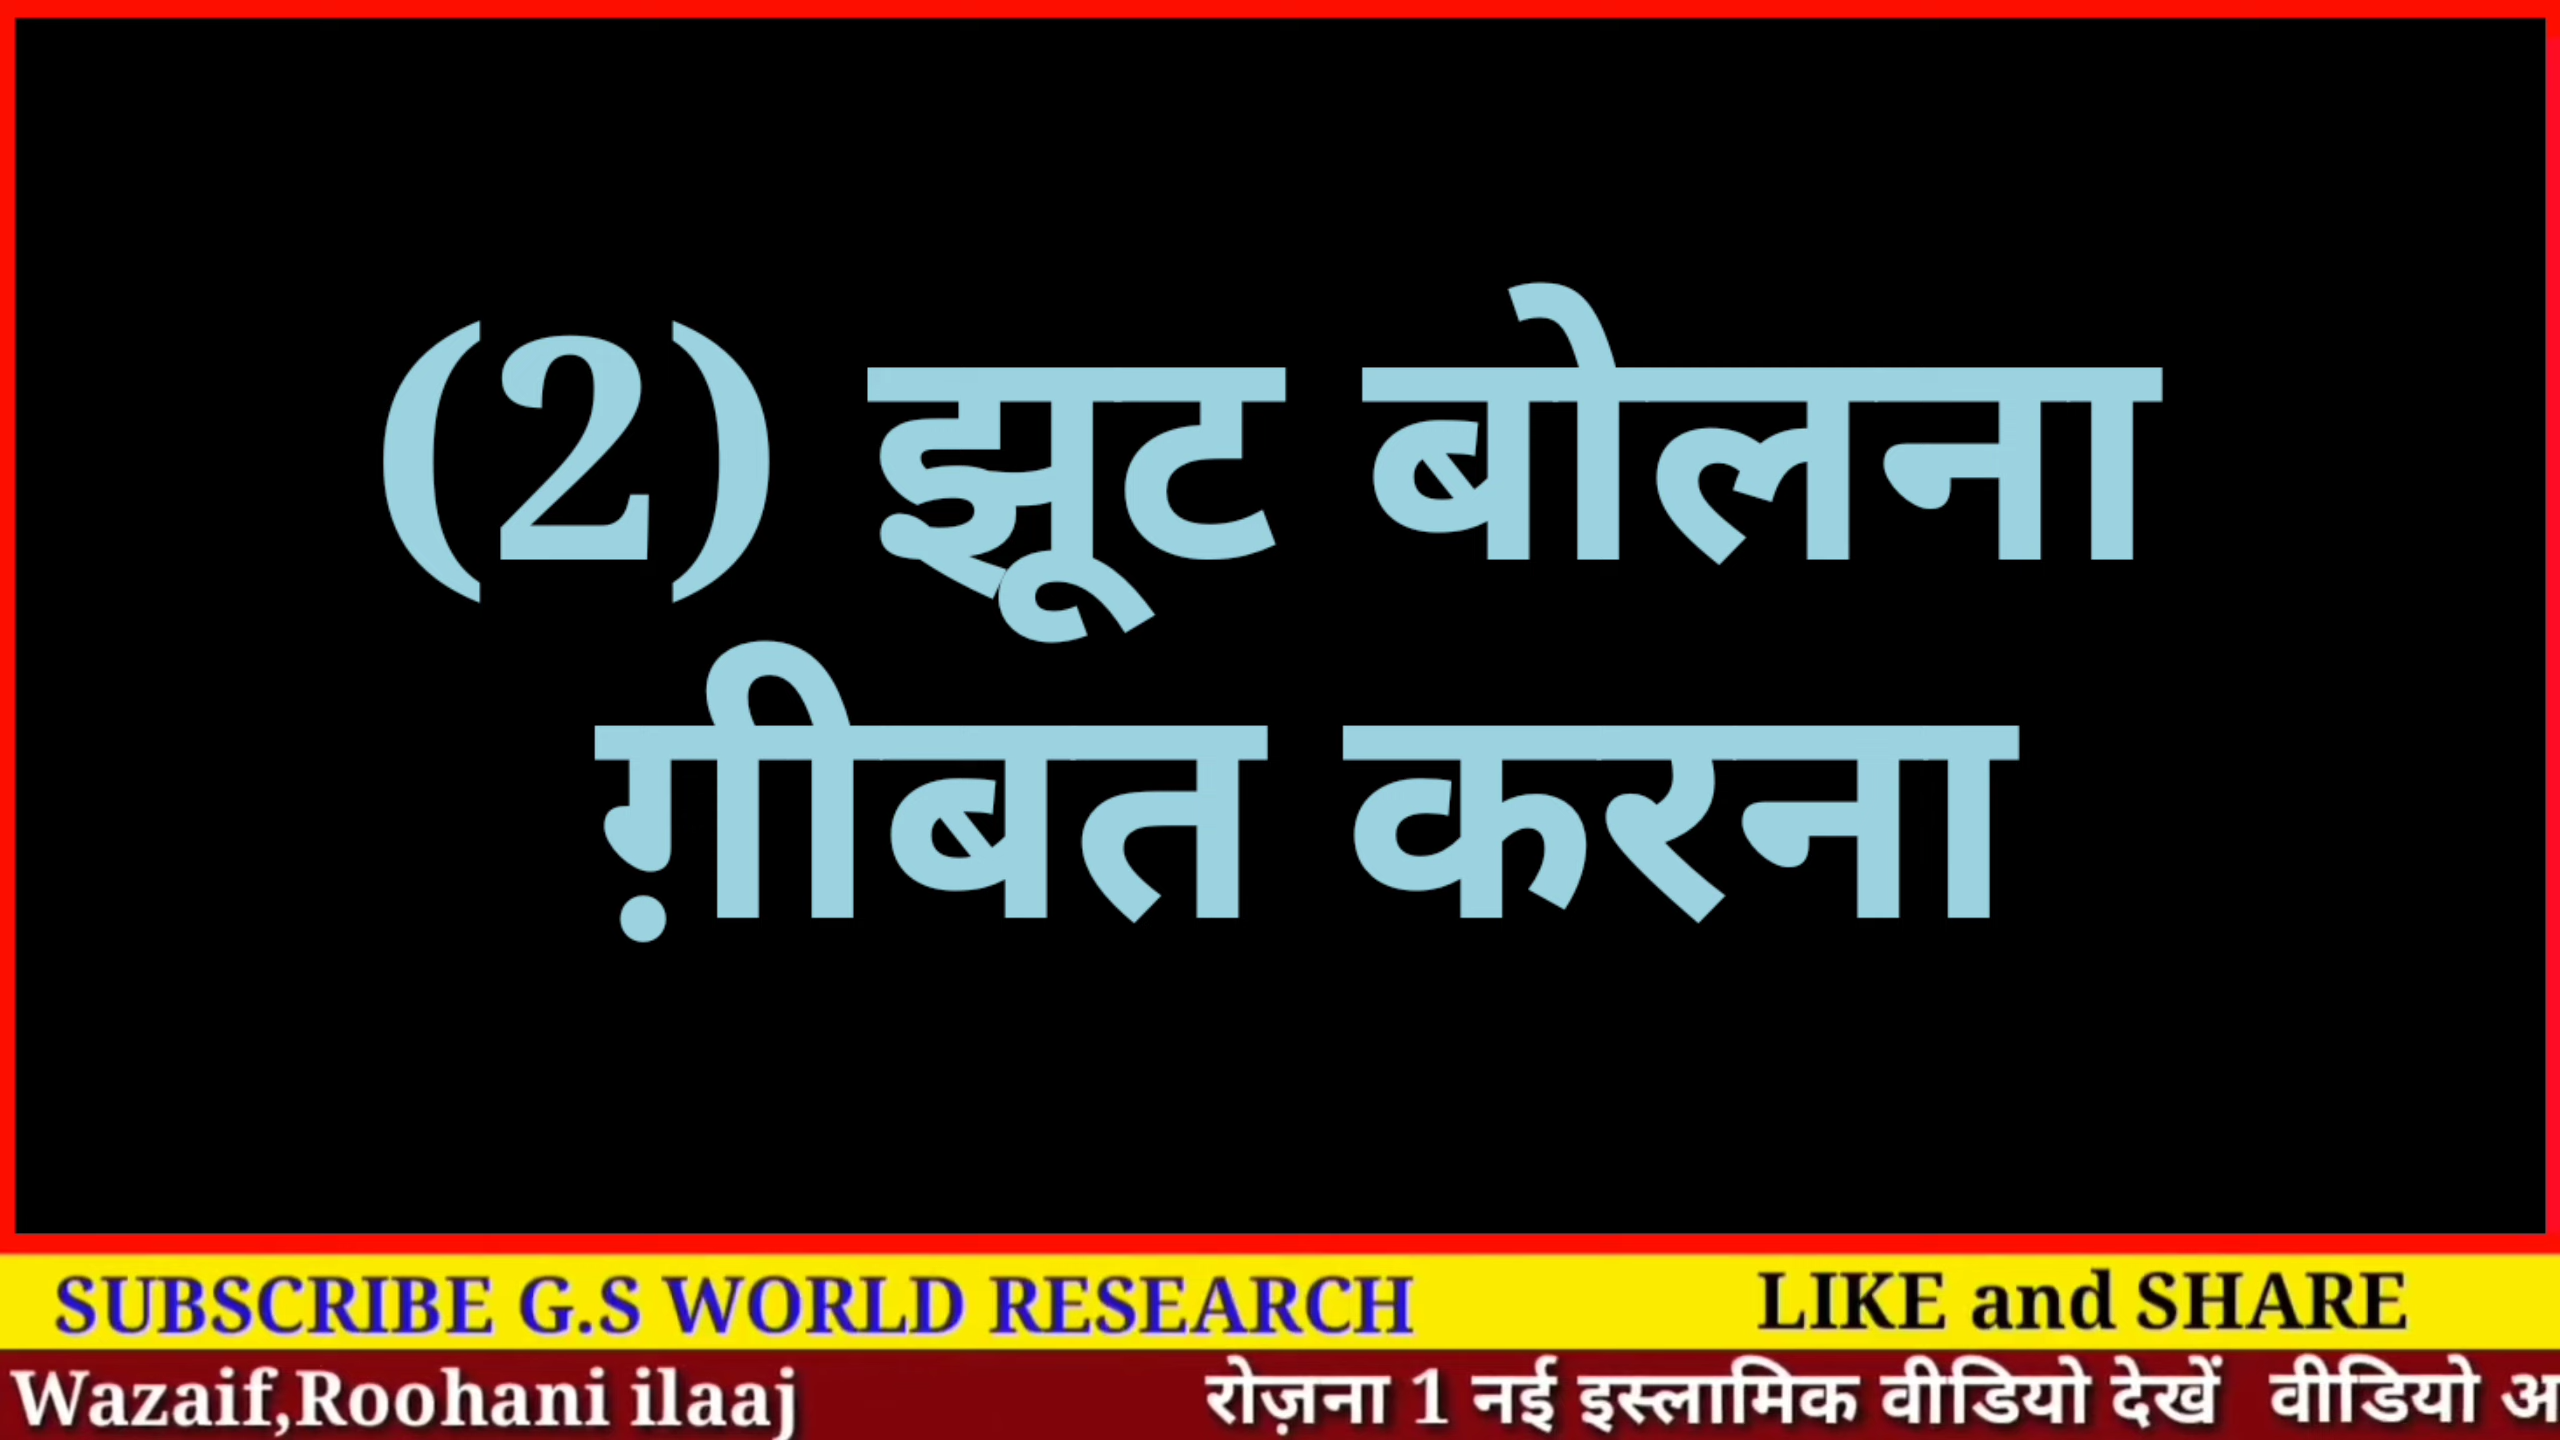 (2) झूट बोलना
ग़ीबत करना
SUBSCRIBE G.S WORLD RESEARCH LIKE and SHARE
Wazaif,Roohani ilaaj रोज़ना 1 नई इस्लामिक वीडियो देखें वीडियो